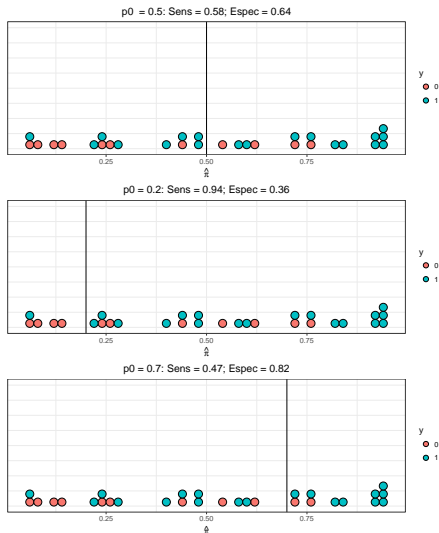 p0 = 0.5: Sens = 0.58; Espec = 0.64
y
0
1
0.25 0.50 0.75
π̂
p0 = 0.2: Sens = 0.94; Espec = 0.36
y
0
1
0.25 0.50 0.75
π̂
p0 = 0.7: Sens = 0.47; Espec = 0.82
y
0
1
0.25 0.50 0.75
π̂